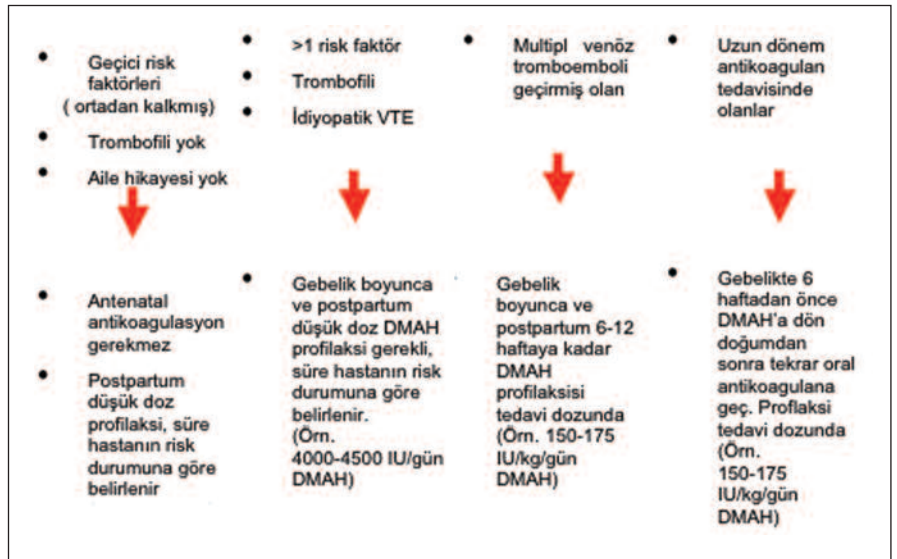 • Geçici risk
faktörleri
( ortadan kalkmış)
• Trombofili yok
• Aile hikayesi yok
• Antenatal
antikoagulasyon
gerekmez
• Postpartum
düşük doz
profilaksi, süre
hastanın risk
durumuna göre
belirlenir
• >1 risk faktör
• Trombofili
• İdiyopatik VTE
• Gebelik boyunca
ve postpartum
düşük doz DMAH
profilaksi gerekli,
süre hastanın risk
durumuna göre
belirlenir.
(Örn.
4000-4500 IU/gün
DMAH)
• Multipl venöz
tromboemboli
geçirmiş olan
Gebelik
boyunca ve
postpartum 6-12
haftaya kadar
DMAH
profilaksisi
tedavi dozunda
(Örn. 150-175
IU/kg/gün
DMAH)
• Uzun dönem
antikoagulan
tedavisinde
olanlar
• Gebelikte 6
haftadan önce
DMAH'a dön
doğumdan
sonra tekrar oral
antikoagulana
geç. Proflaksi
tedavi dozunda
(Örn.
150-175
IU/kg/gün
DMAH)